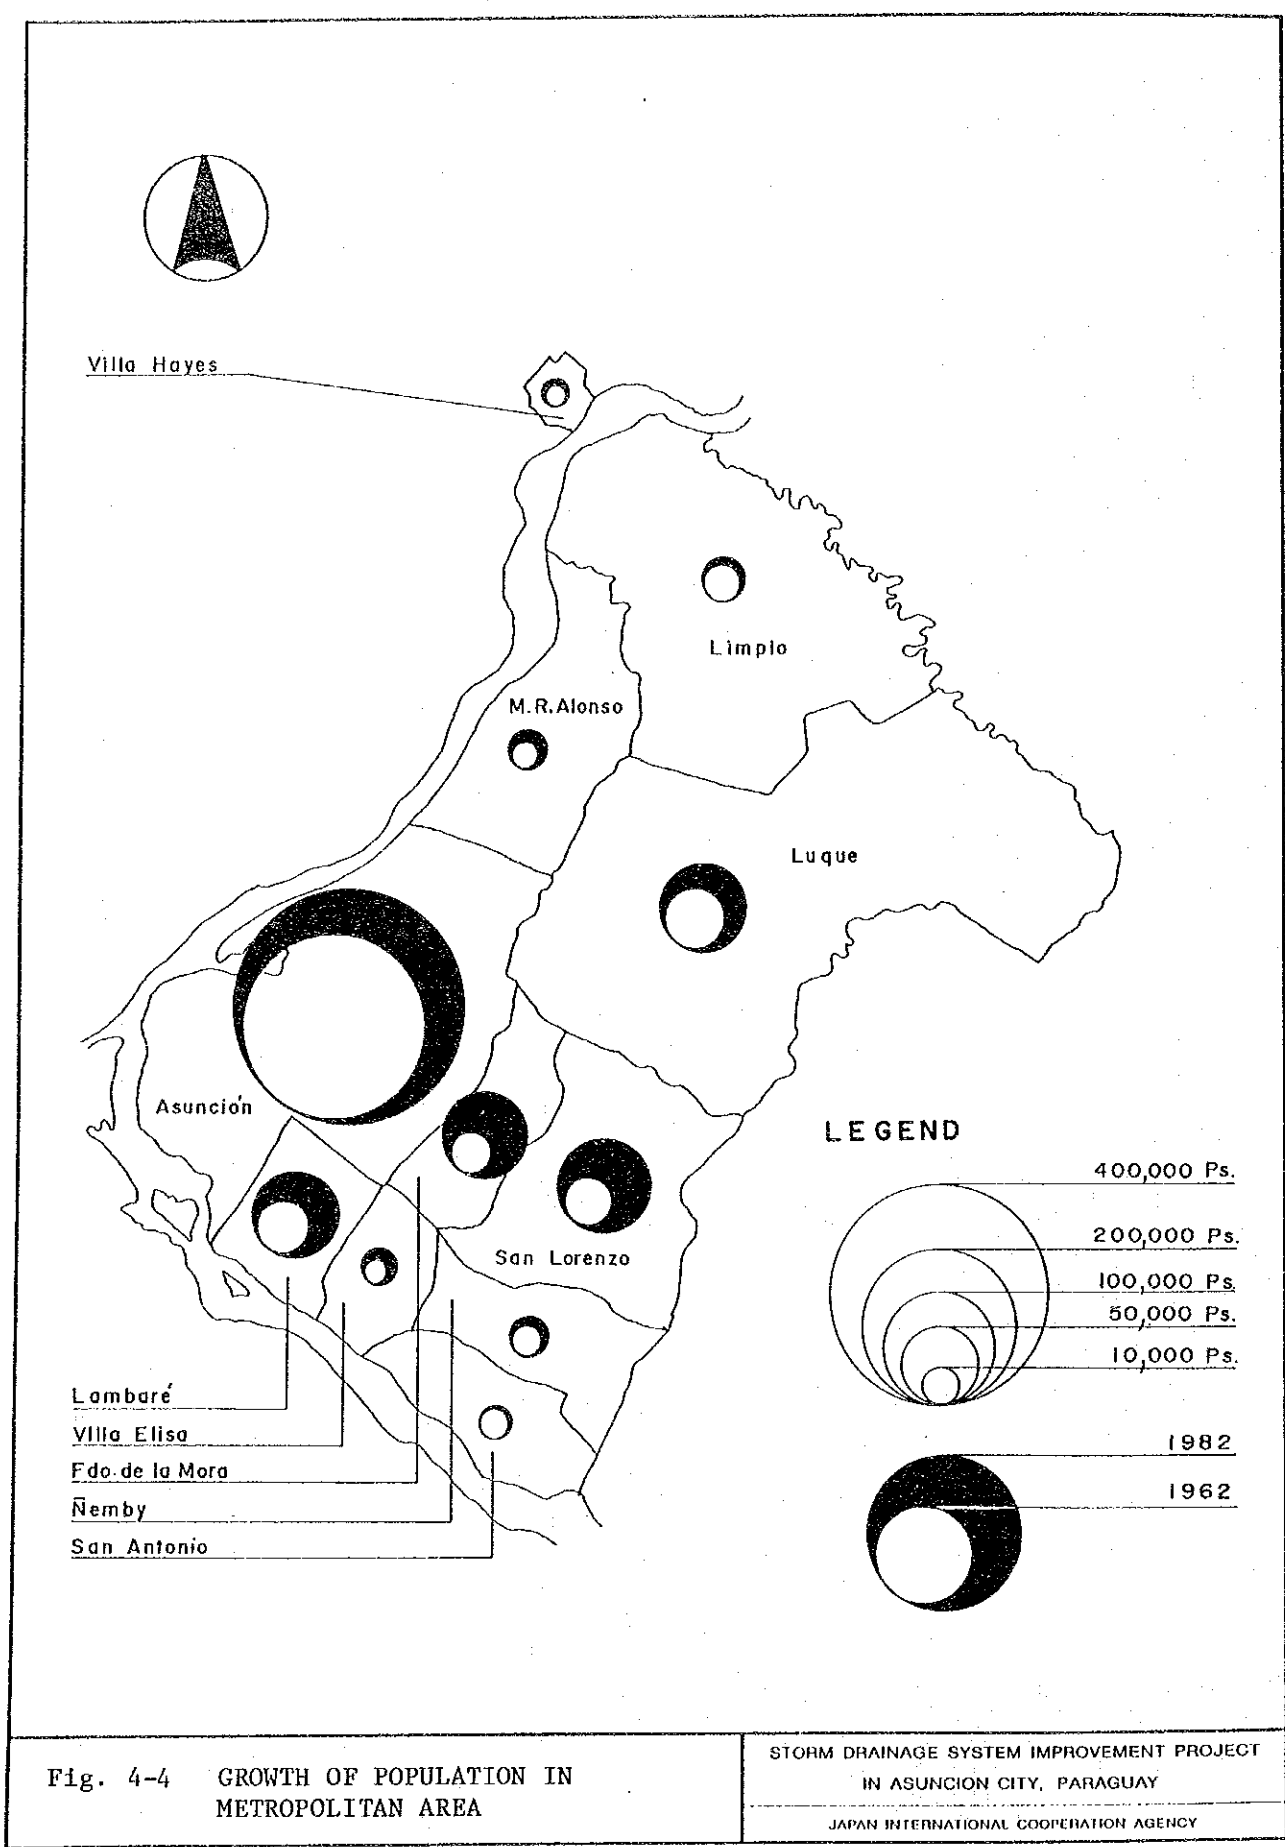 Villa Hayes
Limpio
M.R.Alonso
Luque
Asunción
San Lorenzo
Lambaré
Villa Elisa
Fdo.de la Mora
Ñemby
San Antonio
LEGEND
400,000 Ps.
200,000 Ps.
100,000 Ps.
50,000 Ps.
10,000 Ps.
1982
1962
Fig. 4-4 GROWTH OF POPULATION IN
METROPOLITAN AREA
STORM DRAINAGE SYSTEM IMPROVEMENT PROJECT
IN ASUNCION CITY, PARAGUAY
JAPAN INTERNATIONAL COOPERATION AGENCY